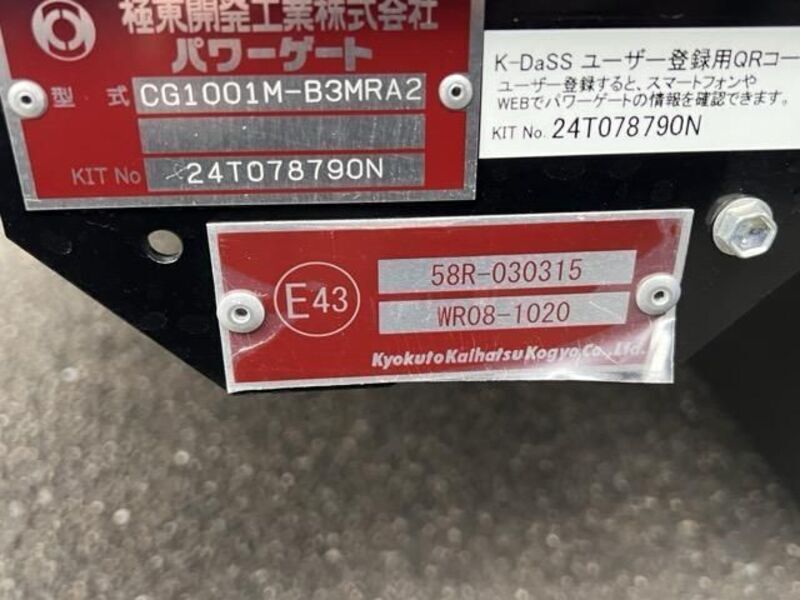 極東開発工業株式会社
パワーゲート
型式 CG1001M-B3MRA2
KIT No 24T078790N
K-DaSS ユーザー登録用QRコー
ユーザー登録すると、スマートフォンや
WEBでパワーゲートの情報を確認できます。
KIT No. 24T078790N
E43
58R-030315
WR08-1020
Kyokuto Kaihatsu Kogyo Co., Ltd.